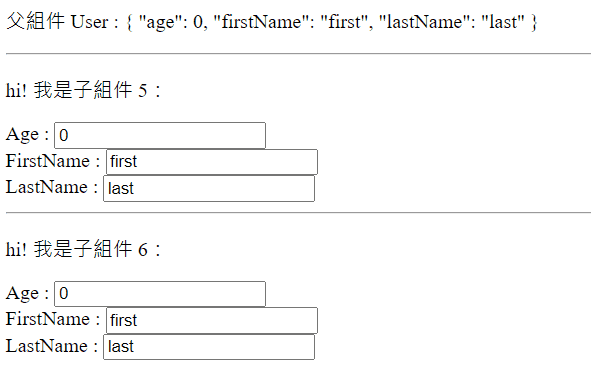 父組件 User : { "age": 0, "firstName": "first", "lastName": "last" }
hi! 我是子組件 5：
Age : 0
FirstName : first
LastName : last
hi! 我是子組件 6：
Age : 0
FirstName : first
LastName : last